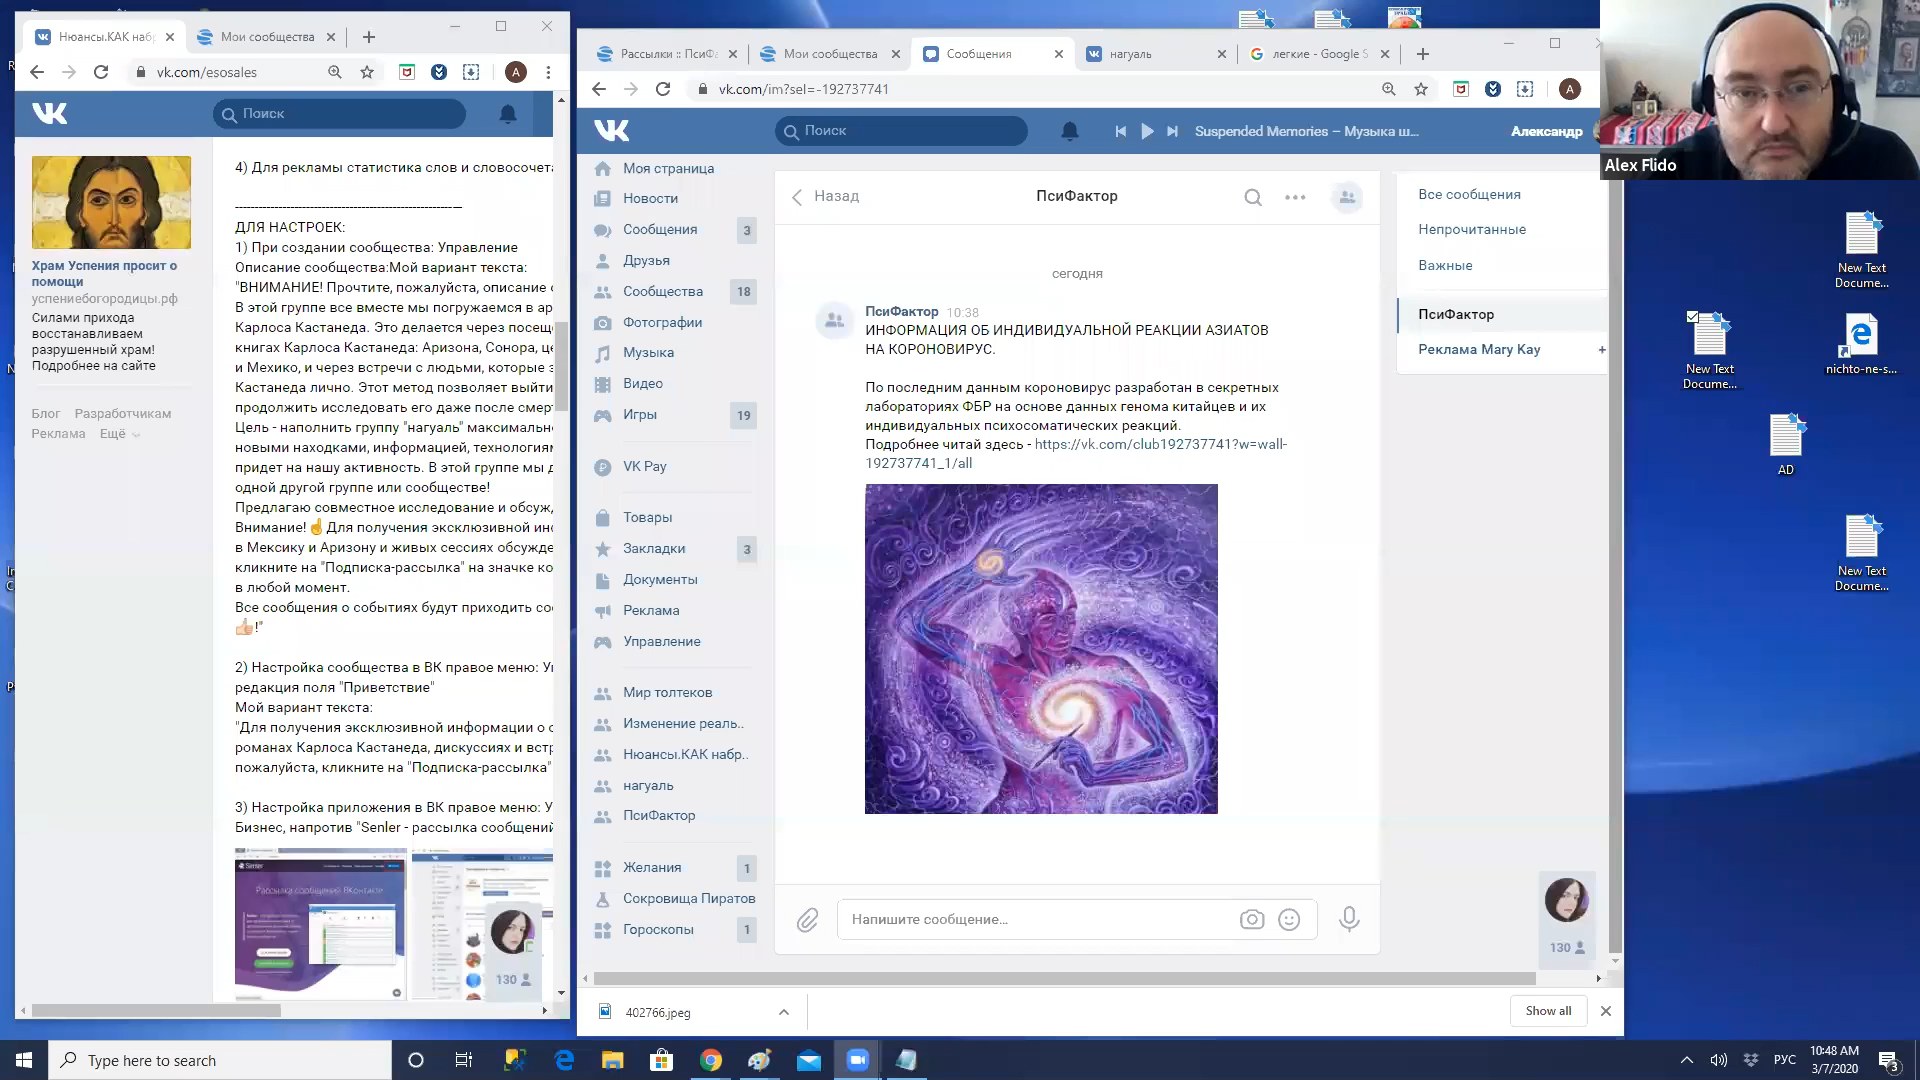 Нюансы.КАК наб
Мои сообщества
vk.com/esosales
A
Поиск
Храм Успения просит о
помощи
успениебогородицы.рф
Силами прихода
восстанавливаем
разрушенный храм!
Подробнее на сайте
Блог Разработчикам
Реклама Ещё
4) Для рекламы статистика слов и словосочета
ДЛЯ НАСТРОЕК:
1) При создании сообщества: Управление
Описание сообщества:Мой вариант текста:
"ВНИМАНИЕ! Прочтите, пожалуйста, описание
В этой группе все вместе мы погружаемся в ар
Карлоса Кастанеда. Это делается через посещ
книгах Карлоса Кастанеда: Аризона, Сонора, це
и Мехико, и через встречи с людьми, которые з
Кастанеда лично. Этот метод позволяет выйти
продолжить исследовать его даже после смер
Цель - наполнить группу "нагуаль" максимальн
новыми находками, информацией, технология
придет на нашу активность. В этой группе мы д
одной другой группе или сообществе!
Предлагаю совместное исследование и обсуж
Внимание!☝Для получения эксклюзивной ин
в Мексику и Аризону и живых сессиях обсужде
кликните на "Подписка-рассылка" на значке ко
в любой момент.
Все сообщения о событиях будут приходить со
👍!"
2) Настройка сообщества в ВК правое меню: У
редакция поля "Приветствие"
Мой вариант текста:
"Для получения эксклюзивной информации о с
романах Карлоса Кастанеда, дискуссиях и встр
пожалуйста, кликните на "Подписка-рассылка"
3) Настройка приложения в ВК правое меню: У
Бизнес, напротив "Senler - рассылка сообщений
Senler
Рассылка сообщений ВКонтакте
130
Рассылки :: ПсиФа
Мои сообщества
Сообщения
нагуаль
легкие - Google S
vk.com/im?sel=-192737741
A
Поиск
Suspended Memories – Музыка ш...
Александр
Моя страница
Новости
Сообщения 3
Друзья
Сообщества 18
Фотографии
Музыка
Видео
Игры 19
VK Pay
Товары
Закладки 3
Документы
Реклама
Управление
Мир толтеков
Изменение реаль..
Нюансы.КАК набр..
нагуаль
ПсиФактор
Желания 1
Сокровища Пиратов
Гороскопы 1
Назад
ПсиФактор
сегодня
ПсиФактор 10:38
ИНФОРМАЦИЯ ОБ ИНДИВИДУАЛЬНОЙ РЕАКЦИИ АЗИАТОВ
НА КОРОНОВИРУС.
По последним данным короновирус разработан в секретных
лабораториях ФБР на основе данных генома китайцев и их
индивидуальных психосоматических реакций.
Подробнее читай здесь - https://vk.com/club192737741?w=wall-
192737741_1/all
Напишите сообщение...
Все сообщения
Непрочитанные
Важные
ПсиФактор
Реклама Mary Kay +
130
402766.jpeg
Show all
Alex Flido
New Text
Docume...
New Text
Docume...
nichto-ne-s...
AD
New Text
Docume...
Type here to search
РУС
10:48 AM
3/7/2020
3